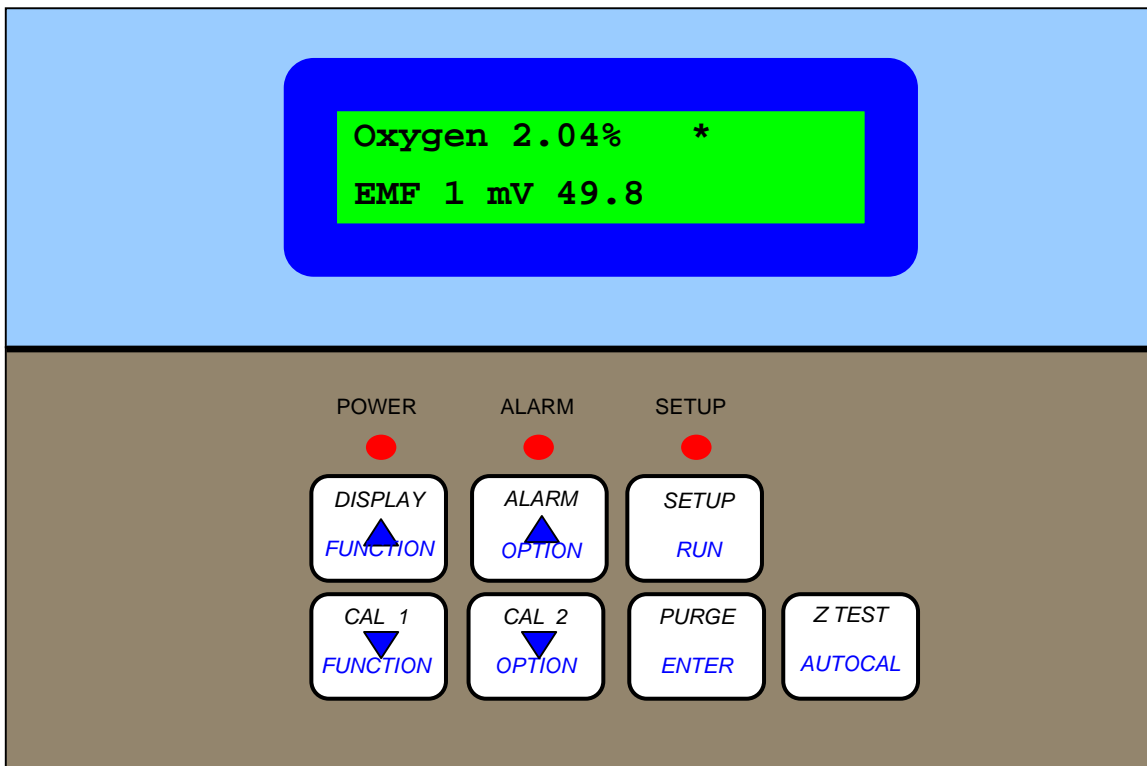 Oxygen 2.04% *
EMF 1 mV 49.8
POWER ALARM SETUP
DISPLAY ALARM SETUP
FUNCTION OPTION RUN
CAL 1 CAL 2 PURGE Z TEST
FUNCTION OPTION ENTER AUTOCAL